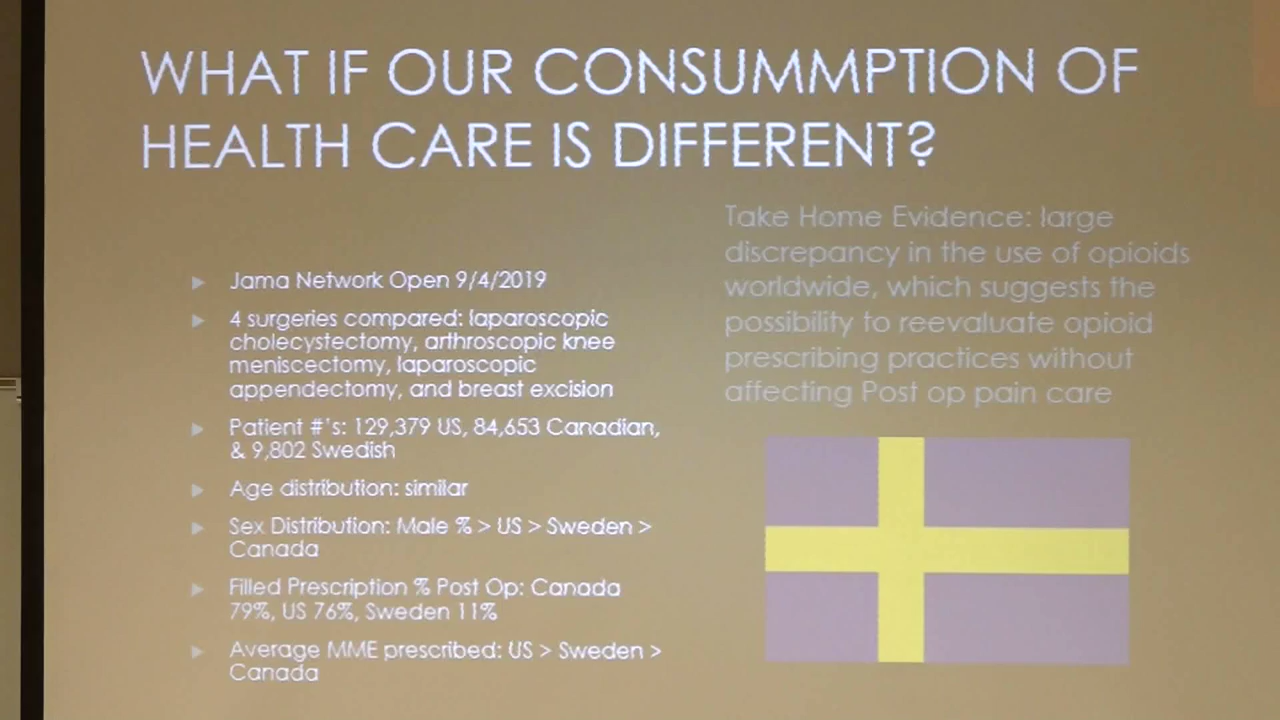 WHAT IF OUR CONSUMMPTION OF
HEALTH CARE IS DIFFERENT?
Jama Network Open 9/4/2019
4 surgeries compared: laparoscopic
cholecystectomy, arthroscopic knee
meniscectomy, laparoscopic
appendectomy, and breast excision
Patient #'s: 129,379 US, 84,653 Canadian,
& 9,802 Swedish
Age distribution: similar
Sex Distribution: Male % > US > Sweden >
Canada
Filled Prescription % Post Op: Canada
79%, US 76%, Sweden 11%
Average MME prescribed: US > Sweden >
Canada
Take Home Evidence: large
discrepancy in the use of opioids
worldwide, which suggests the
possibility to reevaluate opioid
prescribing practices without
affecting Post op pain care